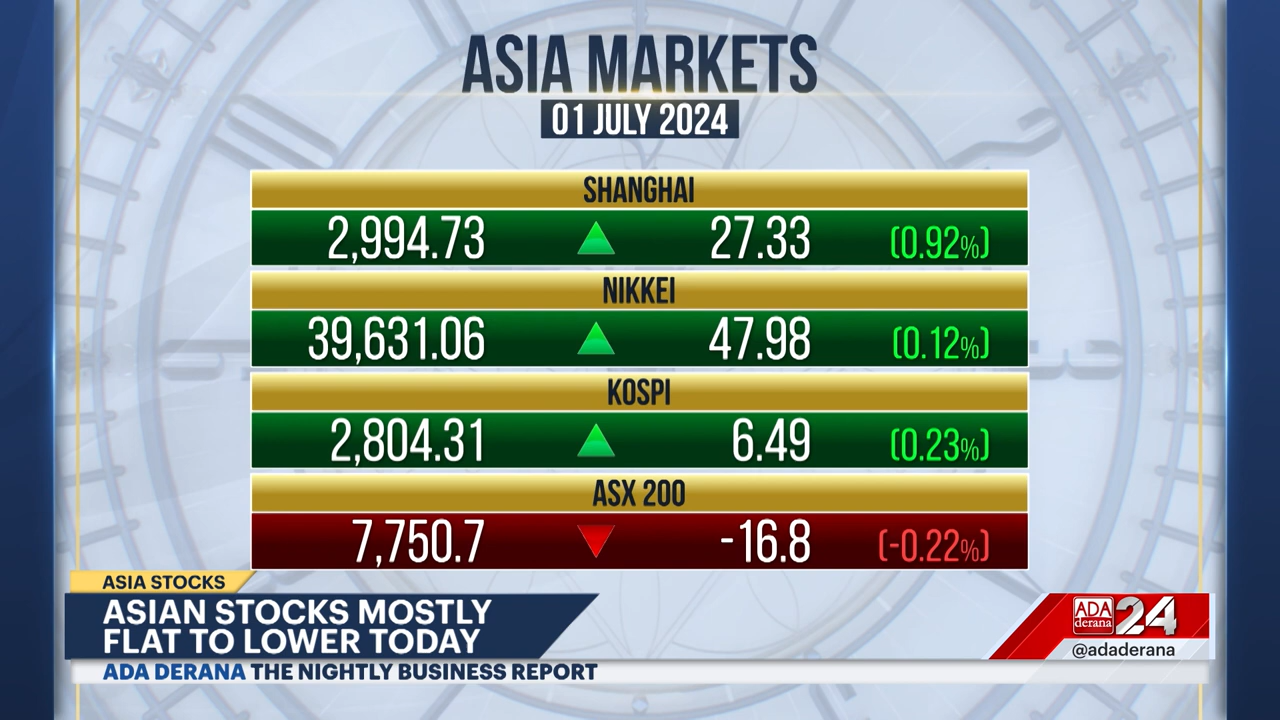 ASIA MARKETS
01 JULY 2024
SHANGHAI
2,994.73 27.33 (0.92%)
NIKKEI
39,631.06 47.98 (0.12%)
KOSPI
2,804.31 6.49 (0.23%)
ASX 200
7,750.7 -16.8 (-0.22%)
ASIA STOCKS
ASIAN STOCKS MOSTLY
FLAT TO LOWER TODAY
ADA DERANA THE NIGHTLY BUSINESS REPORT
ADA
derana 24
@adaderana